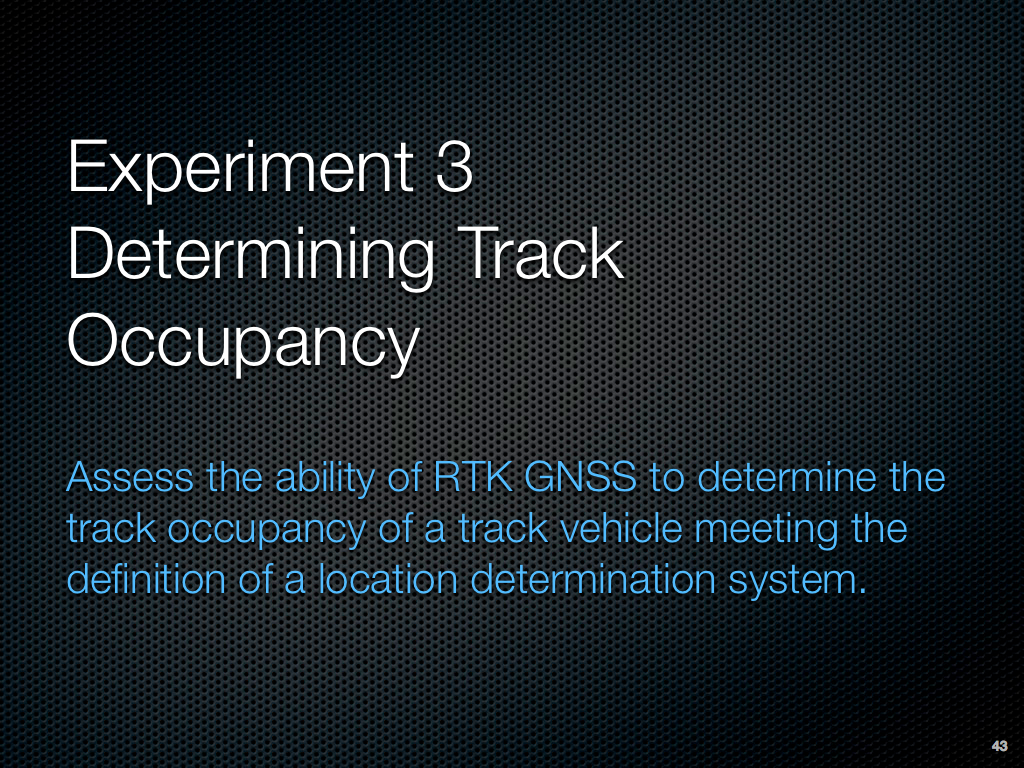 Experiment 3
Determining Track
Occupancy
Assess the ability of RTK GNSS to determine the
track occupancy of a track vehicle meeting the
definition of a location determination system.
43